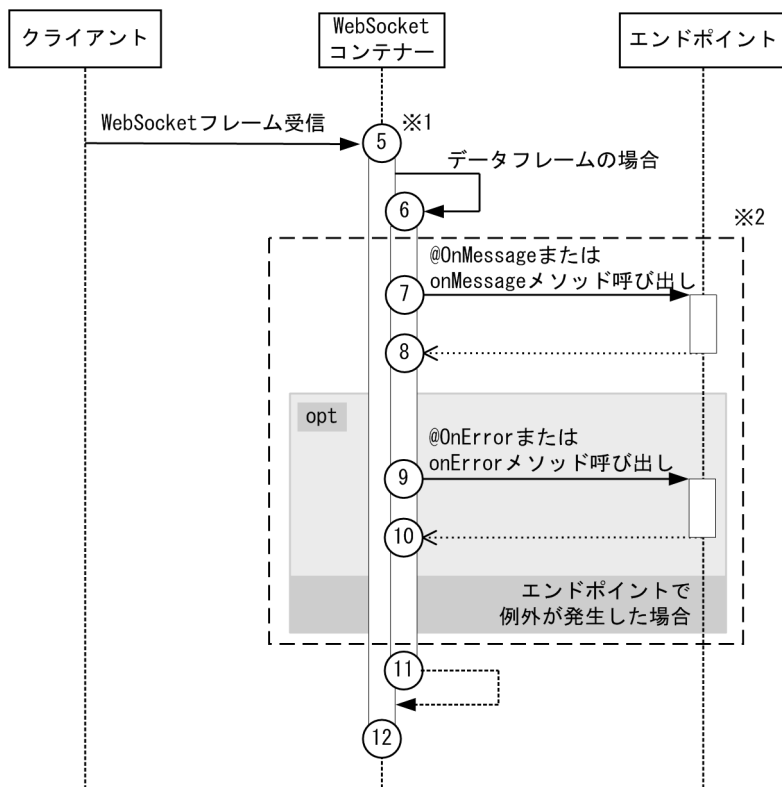 クライアント
WebSocket
コンテナー
エンドポイント
WebSocketフレーム受信
5
※1
データフレームの場合
6
※2
@OnMessageまたは
onMessageメソッド呼び出し
7
8
opt
@OnErrorまたは
onErrorメソッド呼び出し
9
10
エンドポイントで
例外が発生した場合
11
12